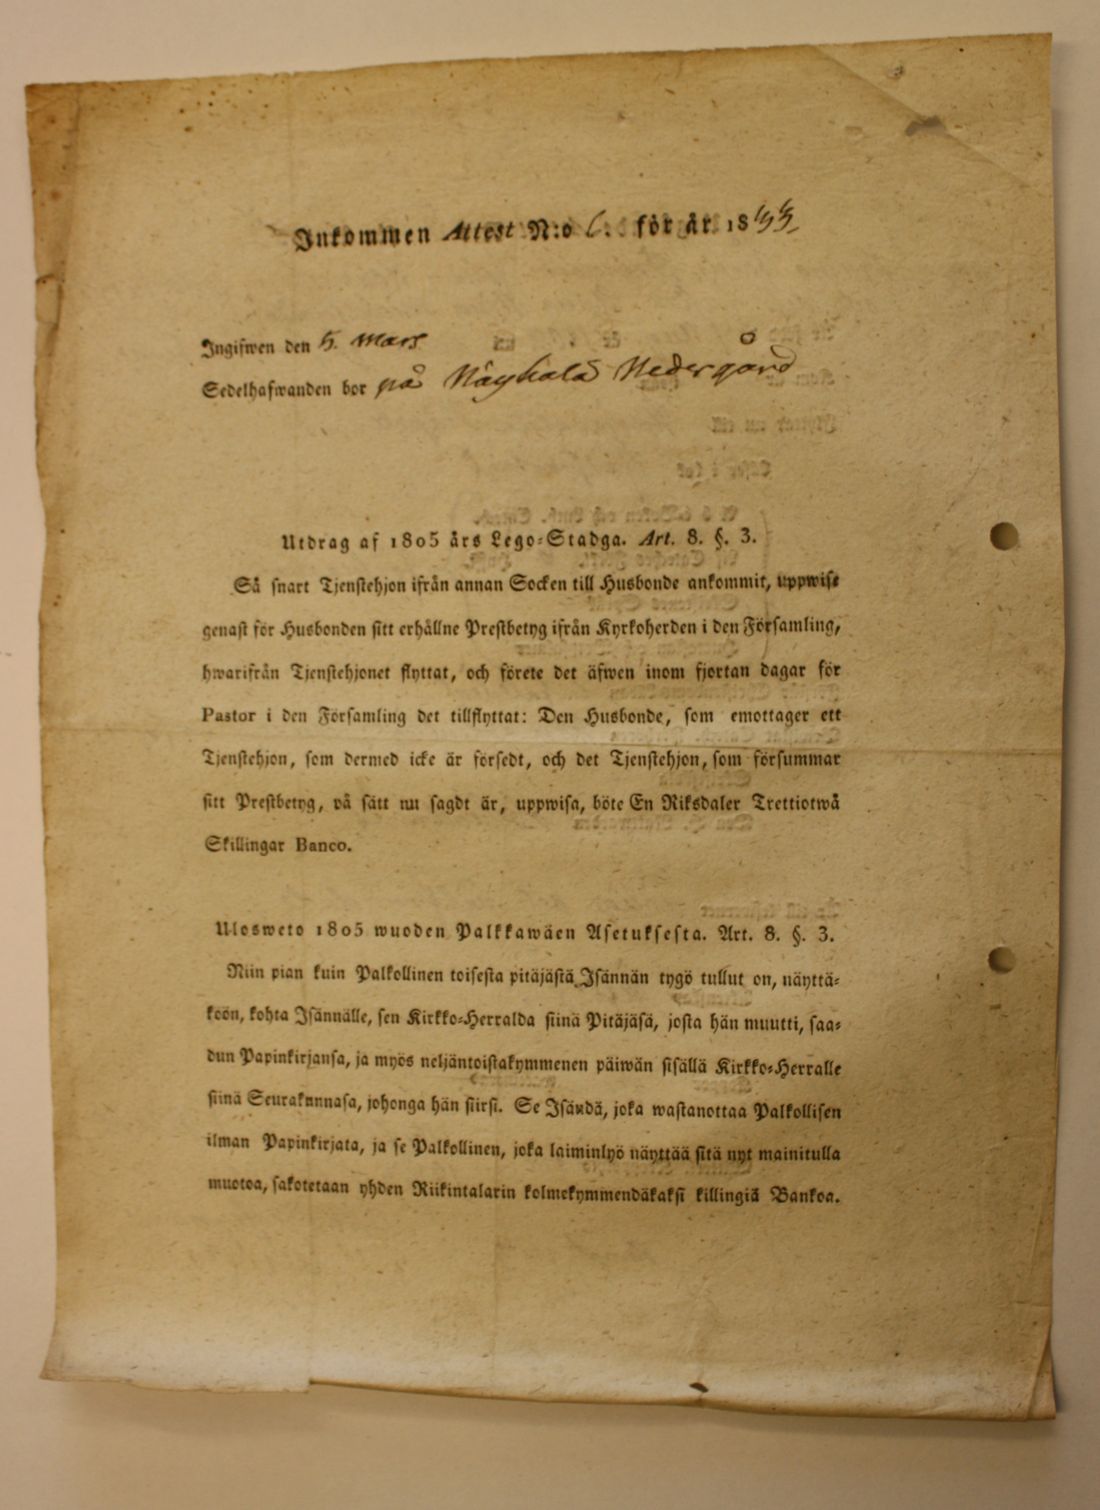 Inkommen Attest N:o 6. för år 18
Ingifwen den 5. Mars
Sedelhafwanden bor på Nedergård
Utdrag af 1805 års Lego-Stadga. Art. 8. §. 3.
Så snart Tjenstehjon ifrån annan Socken till Husbonde ankommit, uppwise
genast för Husbonden sitt erhållne Prestbetyg ifrån Kyrkoherden i den Församling,
hwarifrån Tjenstehjonet flyttat, och förete det äfwen inom fjortan dagar för
Pastor i den Församling det tillflyttat: Den Husbonde, som emottager ett
Tjenstehjon, som dermed icke är försedt, och det Tjenstehjon, som försummar
sitt Prestbetyg, på sätt nu sagdt är, uppwisa, böte En Riksdaler Trettiotwå
Skillingar Banco.
Ulosweto 1805 wuoden Palkkawäen Asetuksesta. Art. 8. §. 3.
Niin pian kuin Palkollinen toisesta pitäjästä Isännän tygö tullut on, näyttä-
köön, kohta Isännälle, sen Kirkko-Herralda siinä Pitäjäsä, josta hän muutti, saa-
dun Papinkirjansa, ja myös neljäntoistakymmenen päiwän sisällä Kirkko-Herralle
siinä Seurakunnasa, johonga hän siirsi. Se Isändä, joka wastanottaa Palkollisen
ilman Papinkirjata, ja se Palkollinen, joka laiminlyö näyttää sitä nyt mainitulla
muotoa, sakotetaan yhden Riikintalarin kolmekymmendäkaksi killingiä Bankoa.